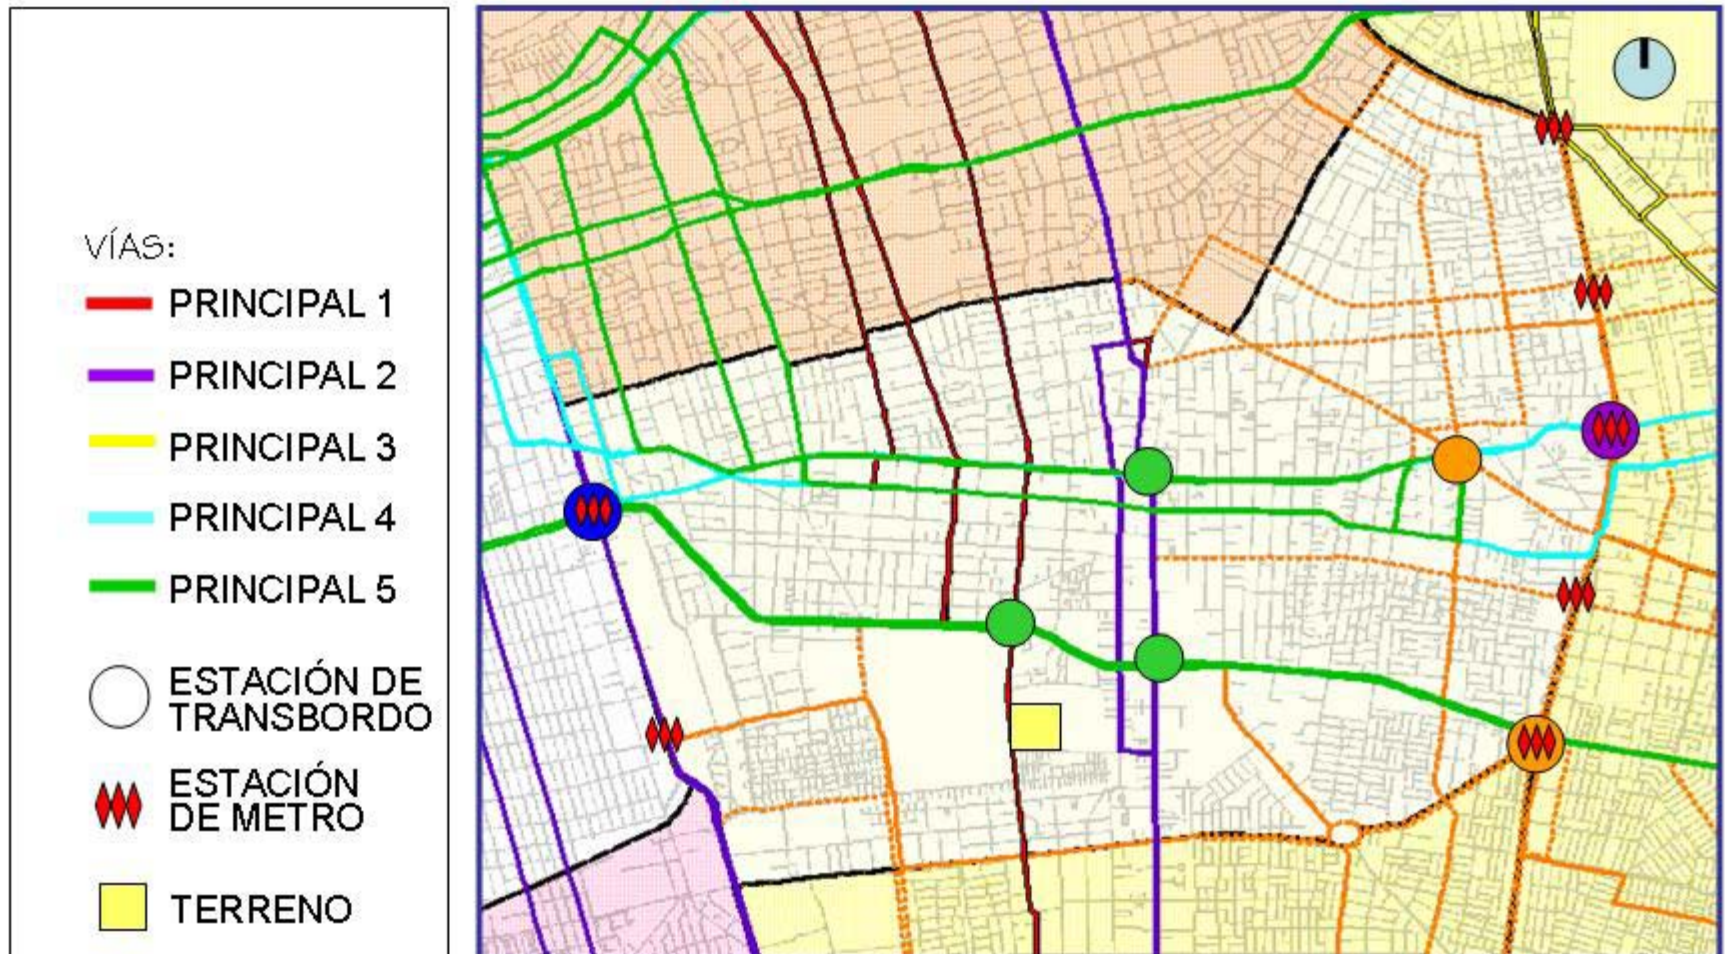 VÍAS:
PRINCIPAL 1
PRINCIPAL 2
PRINCIPAL 3
PRINCIPAL 4
PRINCIPAL 5
ESTACIÓN DE
TRANSBORDO
ESTACIÓN
DE METRO
TERRENO